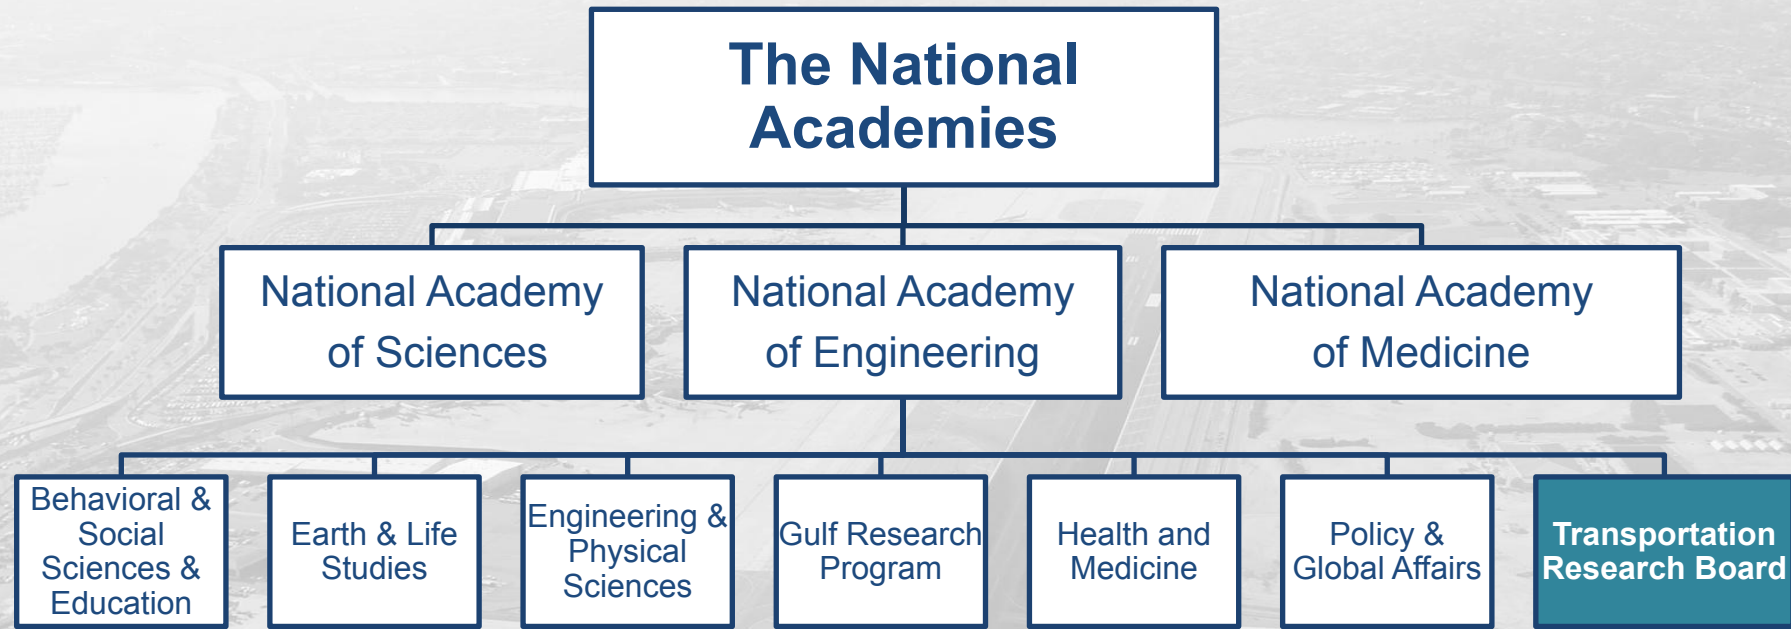 The National
Academies
National Academy
of Sciences
National Academy
of Engineering
National Academy
of Medicine
Behavioral &
Social
Sciences &
Education
Earth & Life
Studies
Engineering &
Physical
Sciences
Gulf Research
Program
Health and
Medicine
Policy &
Global Affairs
Transportation
Research Board